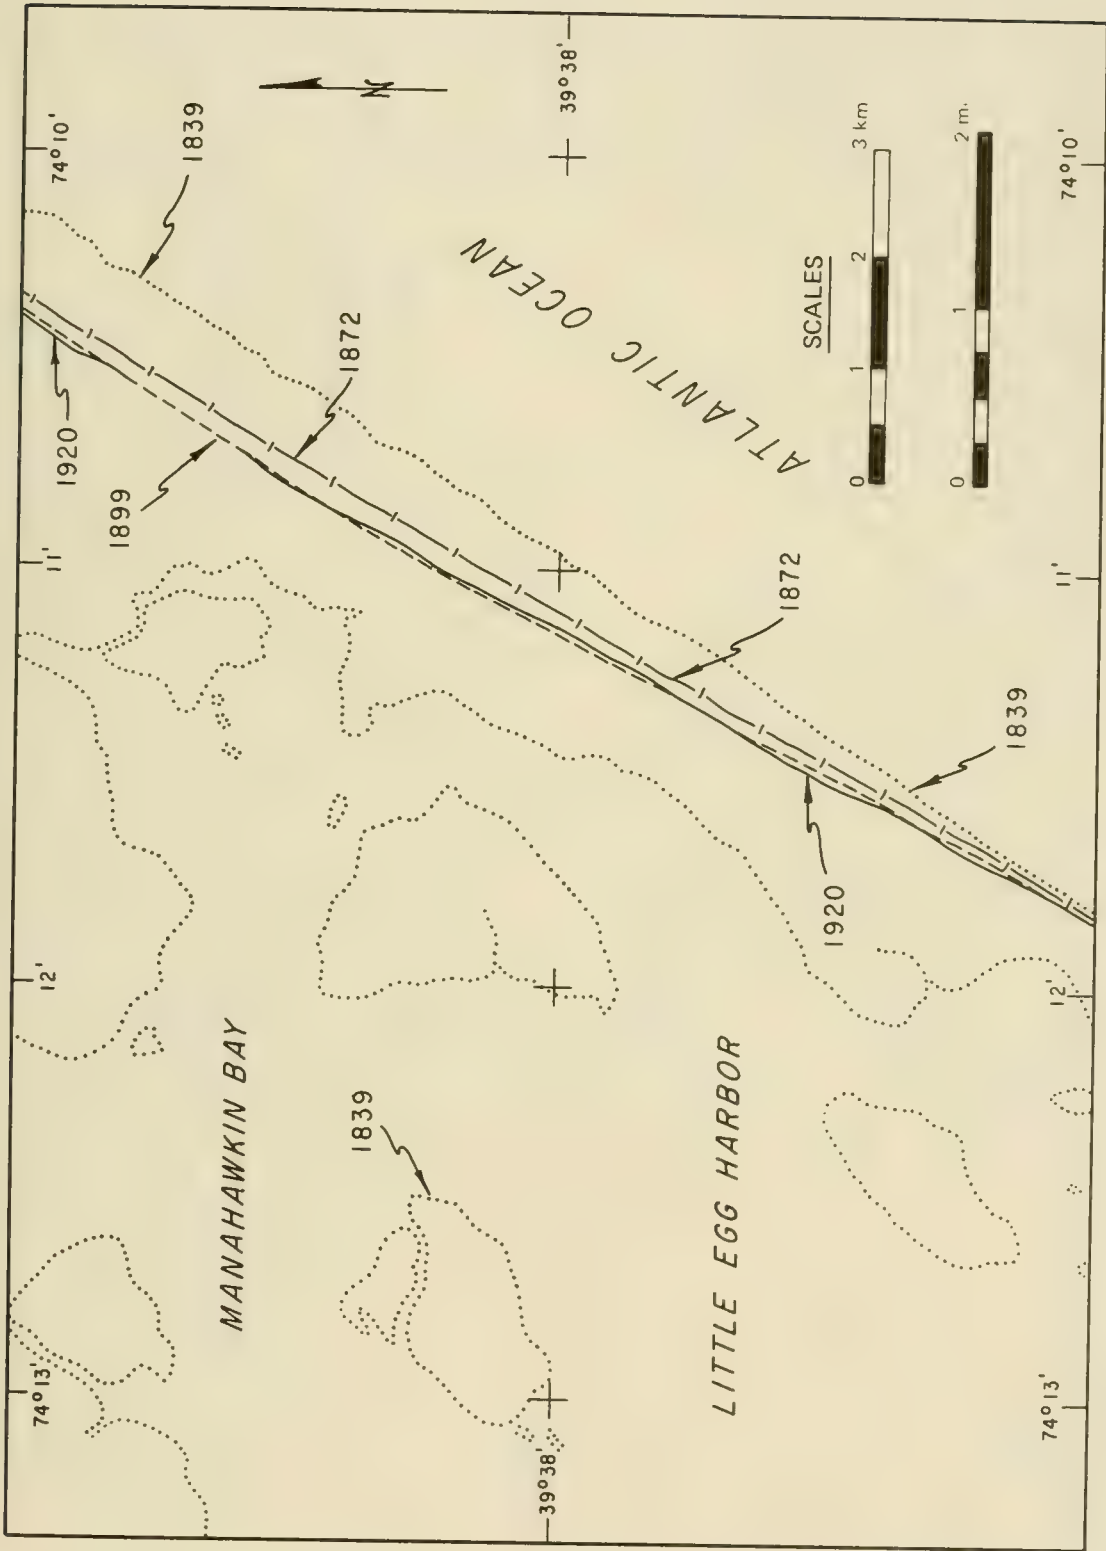 74°13'
12'
11'
74°10'
1920
1899
1839
1872
N
MANAHAWKIN BAY
1839
39°38'
39°38'
ATLANTIC OCEAN
LITTLE EGG HARBOR
1920
1872
1839
SCALES
0 1 2 3 km
0 1 2 m.
74°13'
12'
11'
74°10'